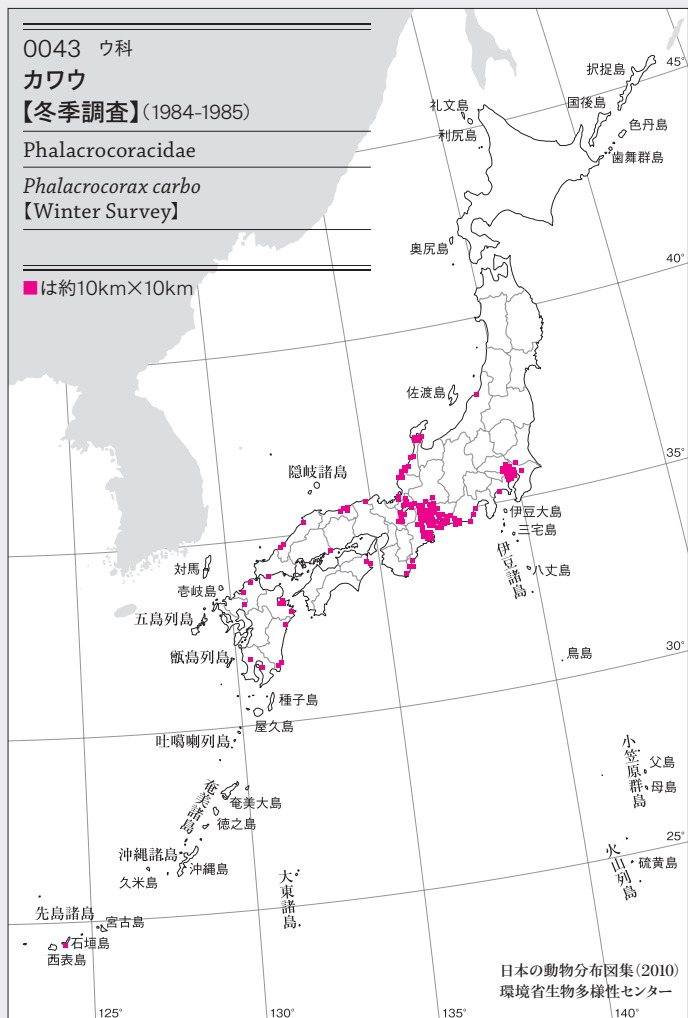 0043 ウ科
カワウ
【冬季調査】(1984-1985)
Phalacrocoracidae
Phalacrocorax carbo
【Winter Survey】
■は約10km×10km
45°
択捉島
国後島
礼文島
色丹島
利尻島
歯舞群島
奥尻島
40°
佐渡島
35°
隠岐諸島
伊豆大島
三宅島
伊豆諸島
八丈島
対馬
壱岐島
五島列島
甑島列島
鳥島
30°
種子島
屋久島
吐噶喇列島
小笠原群島
父島
母島
奄美諸島
奄美大島
徳之島
25°
沖縄諸島
火山列島
硫黄島
沖縄島
久米島
大東諸島
先島諸島
宮古島
石垣島
西表島
日本の動物分布図集(2010)
環境省生物多様性センター
125°
130°
135°
140°